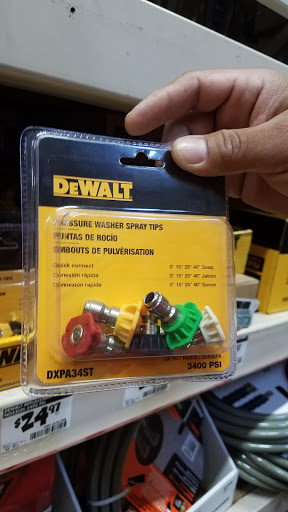 DEWALT
PRESSURE WASHER SPRAY TIPS
PUNTAS DE ROCÍO
EMBOUTS DE PULVÉRISATION
Quick connect 0° 15° 25° 40° Soap
Conexión rápida 0° 15° 25° 40° Jabón
Connexion rapide 0° 15° 25° 40° Savon
3400 PSI
DXPA34ST
$24.97